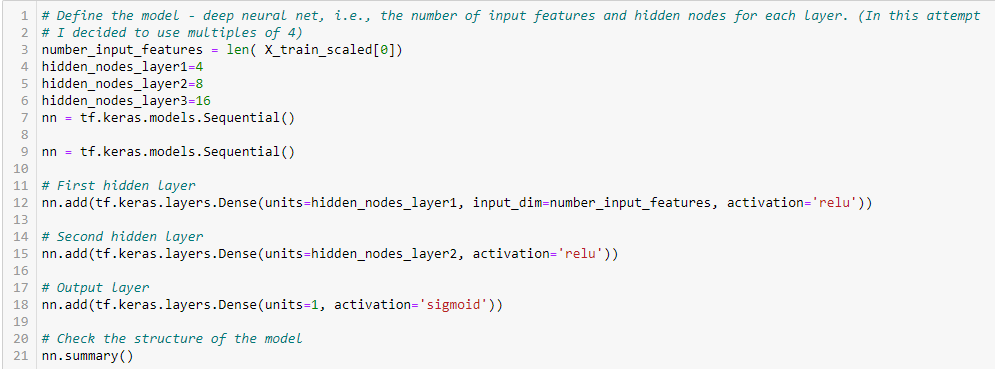 1 # Define the model - deep neural net, i.e., the number of input features and hidden nodes for each layer. (In this attempt
2 # I decided to use multiples of 4)
3 number_input_features = len( X_train_scaled[0])
4 hidden_nodes_layer1=4
5 hidden_nodes_layer2=8
6 hidden_nodes_layer3=16
7 nn = tf.keras.models.Sequential()
8
9 nn = tf.keras.models.Sequential()
10
11 # First hidden layer
12 nn.add(tf.keras.layers.Dense(units=hidden_nodes_layer1, input_dim=number_input_features, activation='relu'))
13
14 # Second hidden layer
15 nn.add(tf.keras.layers.Dense(units=hidden_nodes_layer2, activation='relu'))
16
17 # Output layer
18 nn.add(tf.keras.layers.Dense(units=1, activation='sigmoid'))
19
20 # Check the structure of the model
21 nn.summary()